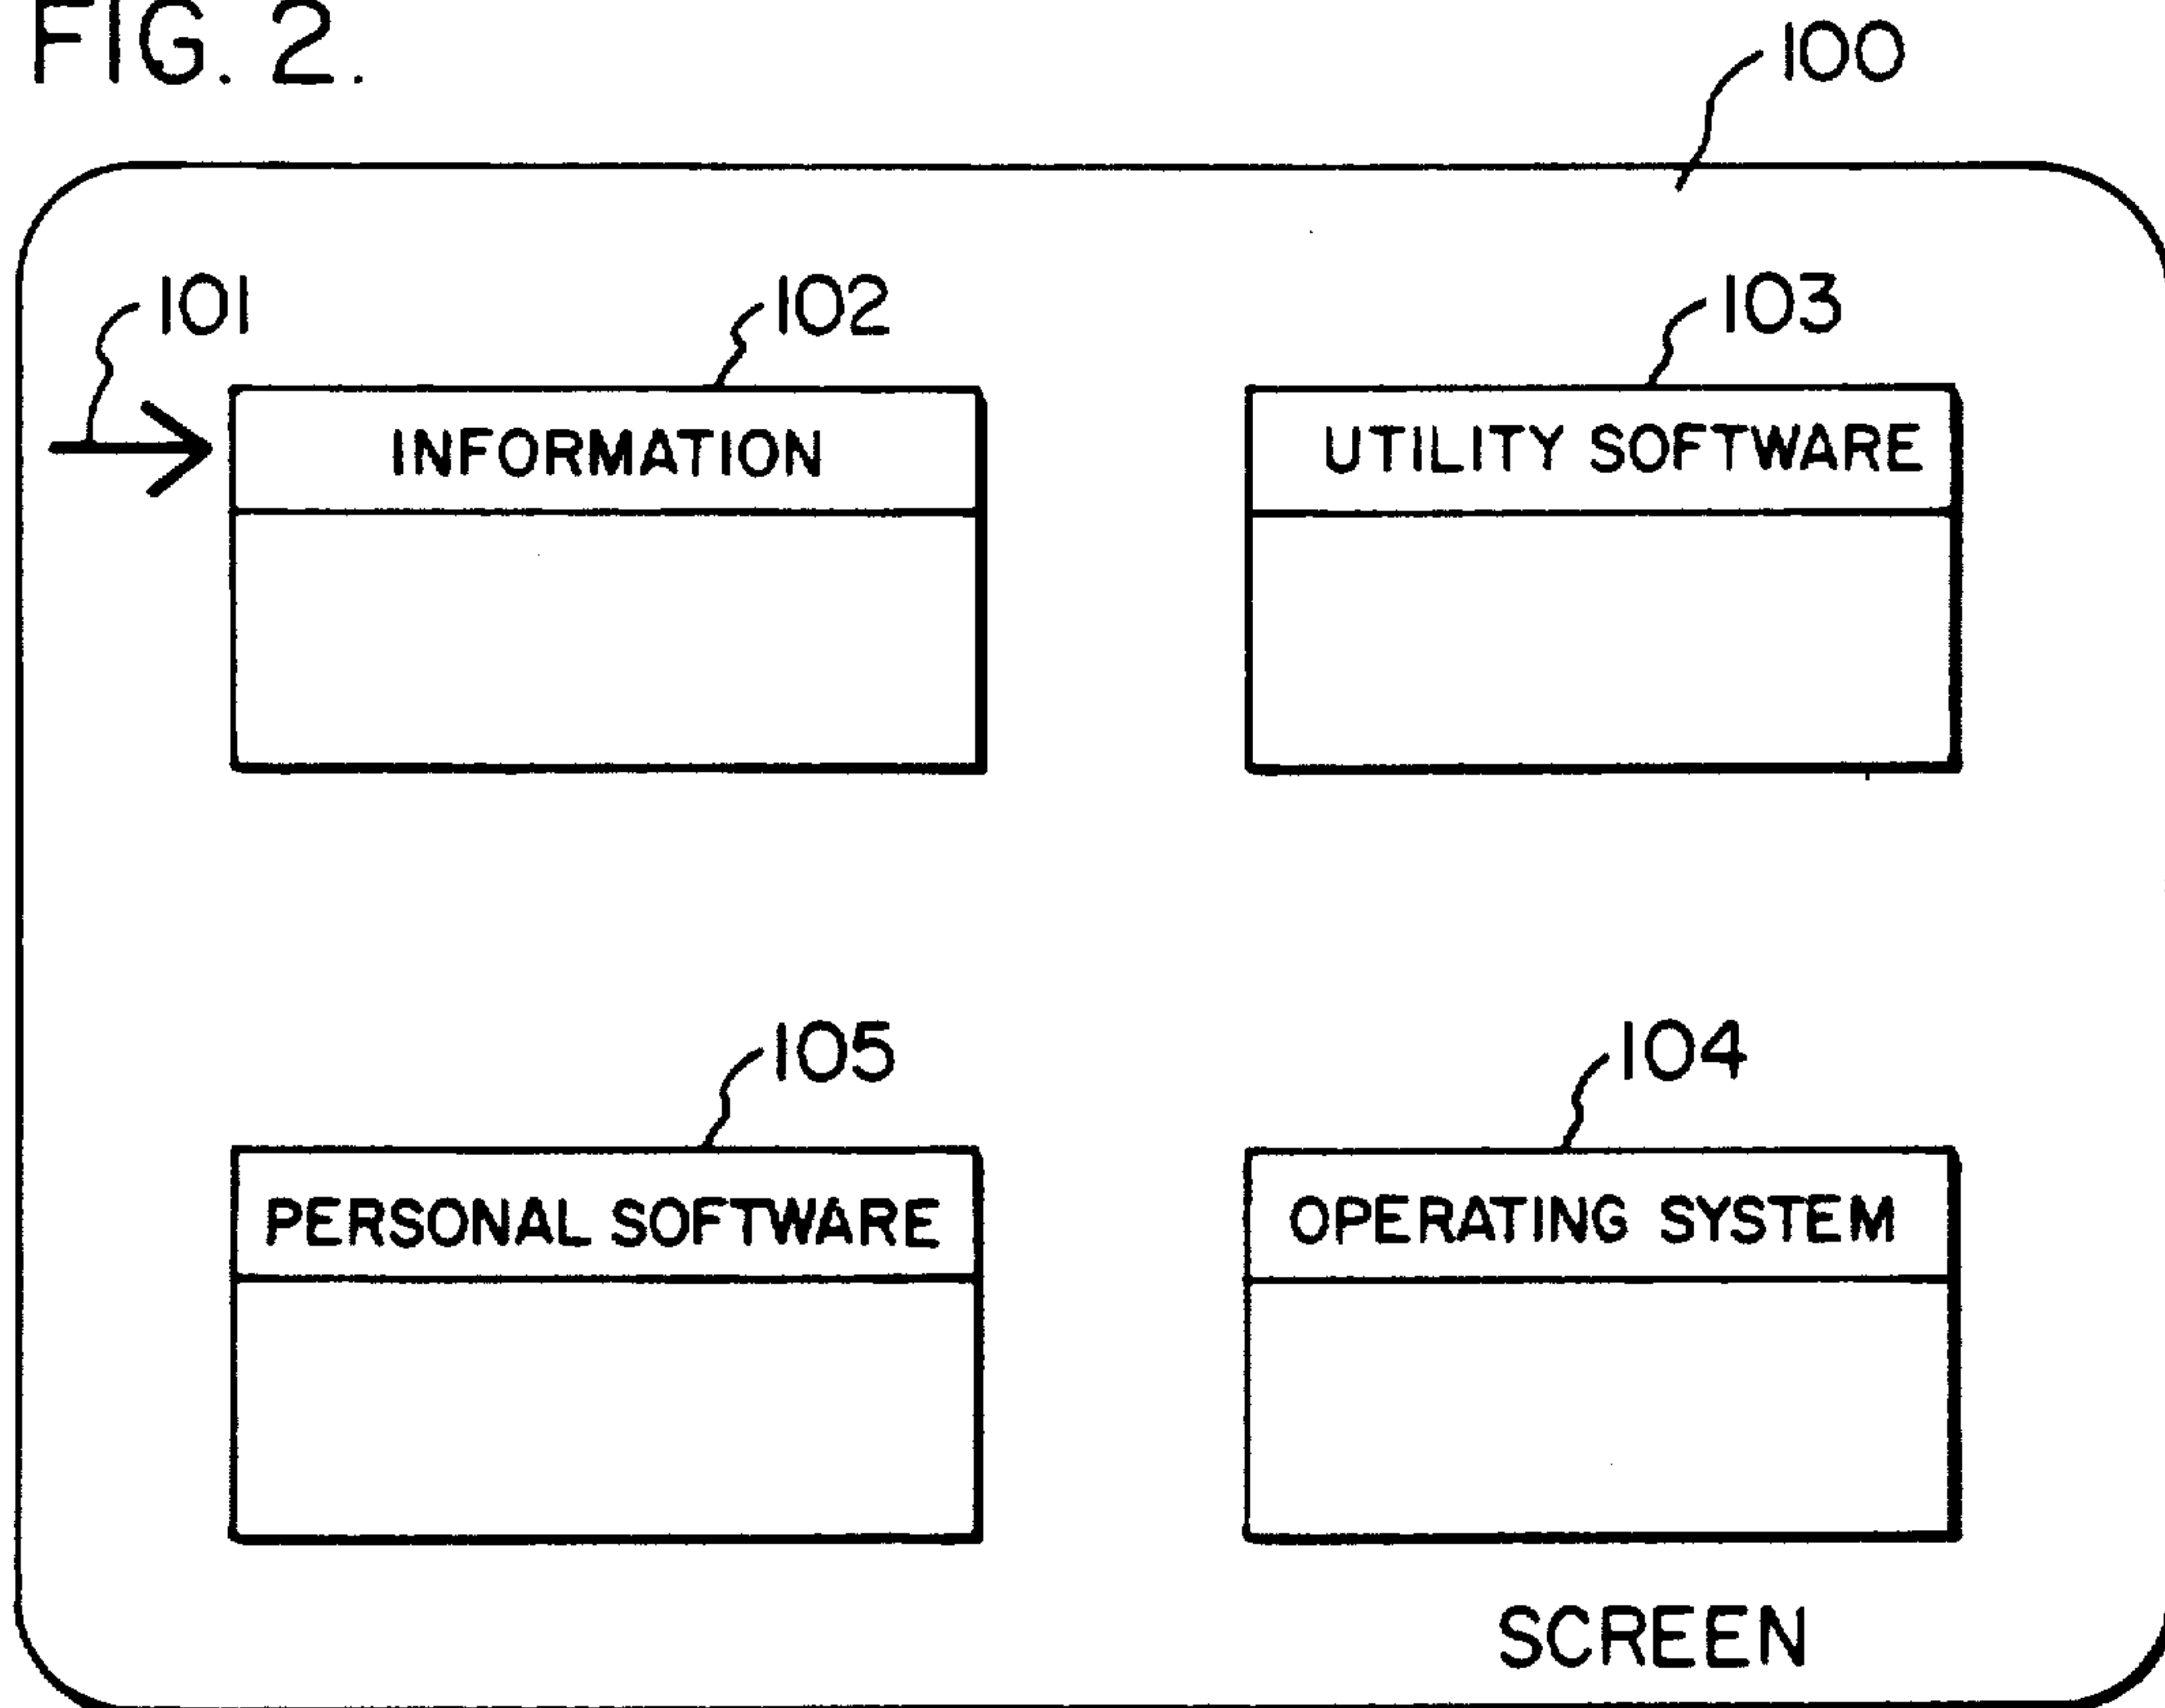 FIG. 2.
100
101
102
103
INFORMATION
UTILITY SOFTWARE
105
104
PERSONAL SOFTWARE
OPERATING SYSTEM
SCREEN